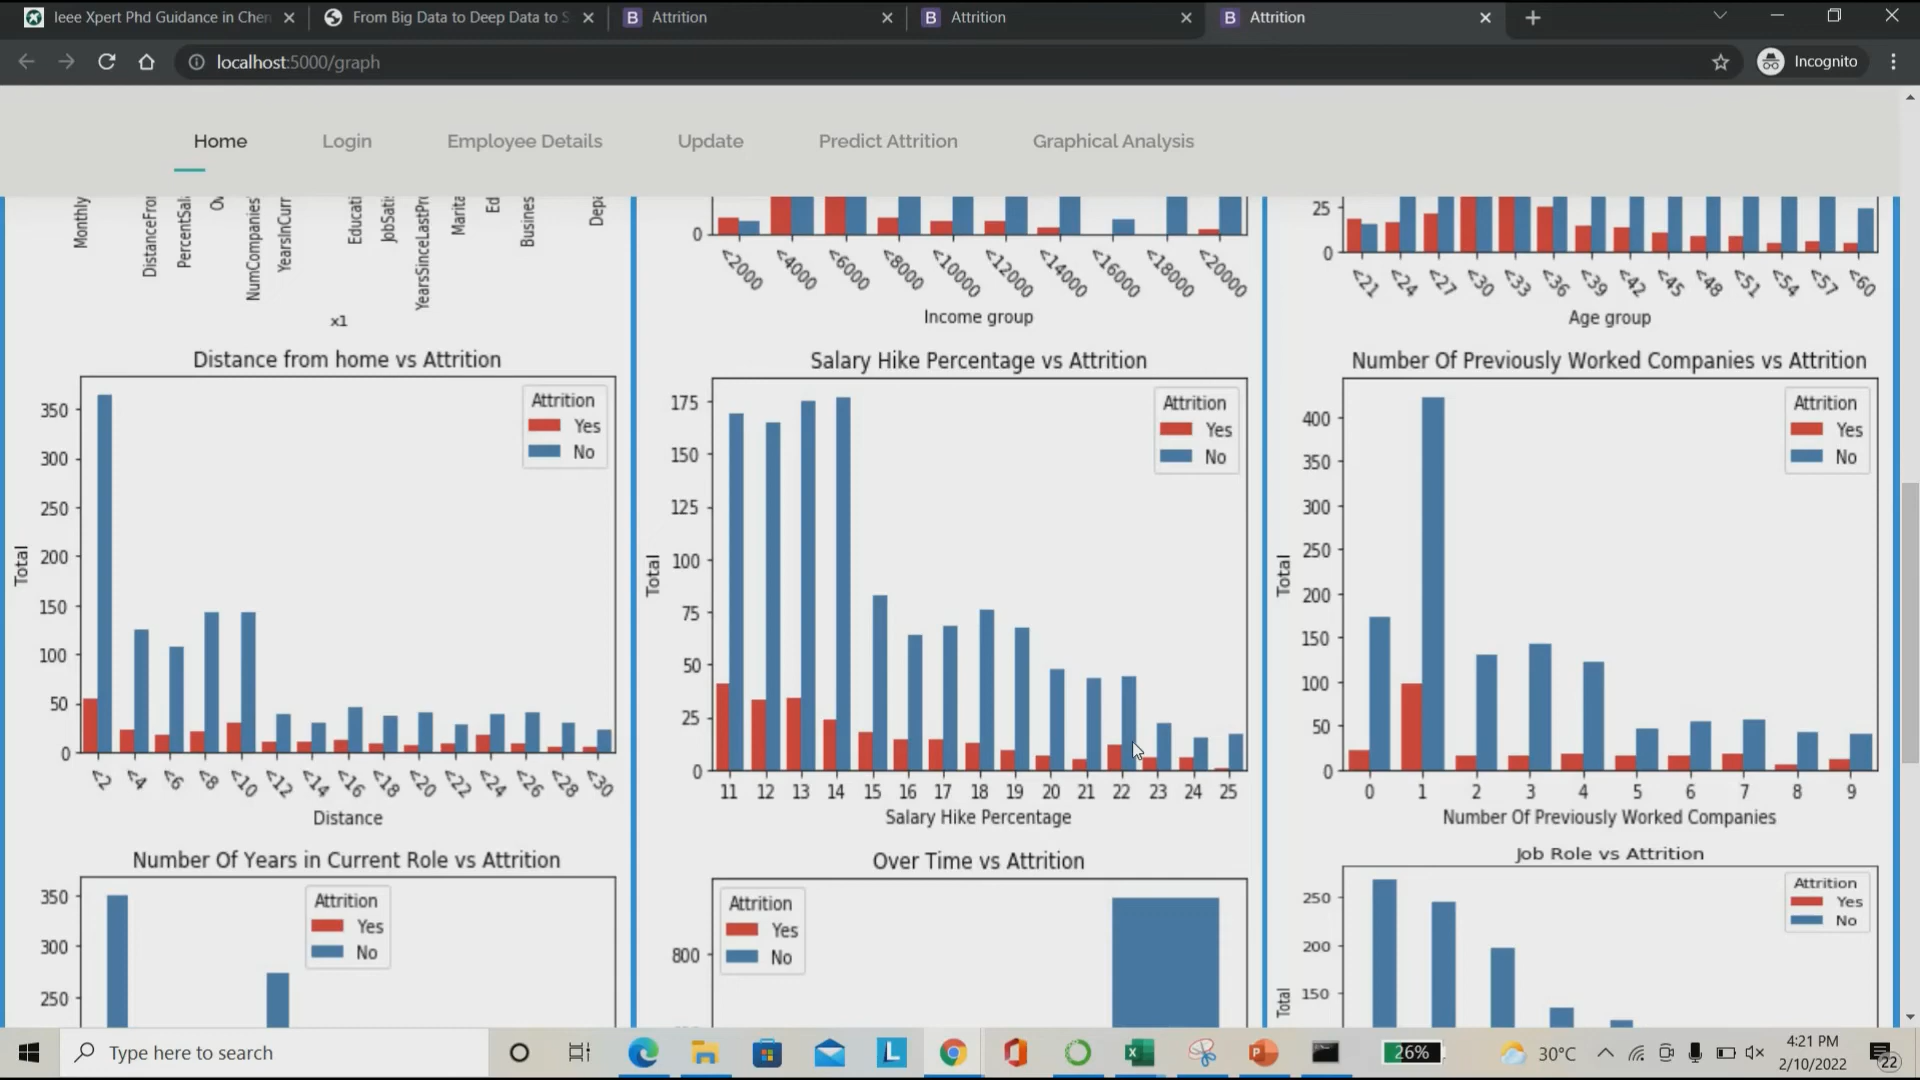 Ieee Xpert Phd Guidance in Chen
From Big Data to Deep Data to S
Attrition
Attrition
Attrition
localhost:5000/graph
Incognito
Home
Login
Employee Details
Update
Predict Attrition
Graphical Analysis
Monthly
DistanceFro
PercentSal
Ov
NumCompanies
YearsInCurr
Educati
JobSati
YearsSinceLastPr
Marita
Ed
Busines
Depa
x1
0
<2000
<4000
<6000
<8000
<10000
<12000
<14000
<16000
<18000
<20000
Income group
25
0
<21
<24
<27
<30
<33
<36
<39
<42
<45
<48
<51
<54
<57
<60
Age group
Distance from home vs Attrition
Attrition
Yes
No
350
300
250
200
150
100
50
0
Total
<2
<4
<6
<8
<10
<12
<14
<16
<18
<20
<22
<24
<26
<28
<30
Distance
Salary Hike Percentage vs Attrition
Attrition
Yes
No
175
150
125
100
75
50
25
0
Total
11 12 13 14 15 16 17 18 19 20 21 22 23 24 25
Salary Hike Percentage
Number Of Previously Worked Companies vs Attrition
Attrition
Yes
No
400
350
300
250
200
150
100
50
0
Total
0 1 2 3 4 5 6 7 8 9
Number Of Previously Worked Companies
Number Of Years in Current Role vs Attrition
Attrition
Yes
No
350
300
250
Over Time vs Attrition
Attrition
Yes
No
800
Job Role vs Attrition
Attrition
Yes
No
250
200
150
Total
Type here to search
26%
30°C
4:21 PM
2/10/2022
22